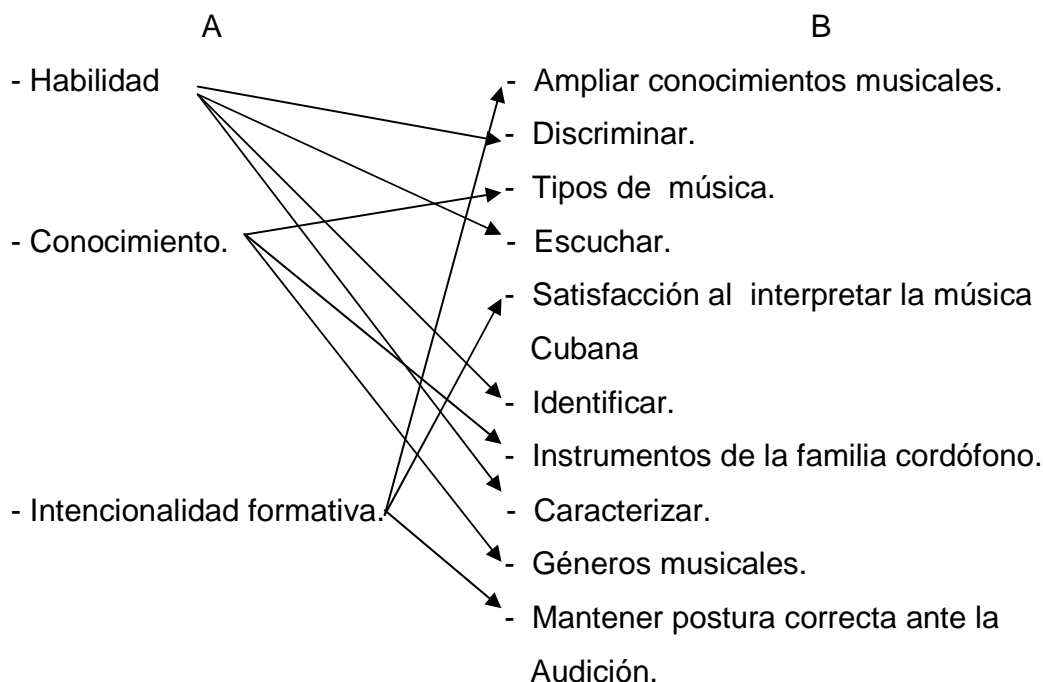 A
B
- Habilidad
- Ampliar conocimientos musicales.
- Discriminar.
- Tipos de música.
- Conocimiento.
- Escuchar.
- Satisfacción al interpretar la música
Cubana
- Identificar.
- Instrumentos de la familia cordófono.
- Intencionalidad formativa.
- Caracterizar.
- Géneros musicales.
- Mantener postura correcta ante la
Audición.